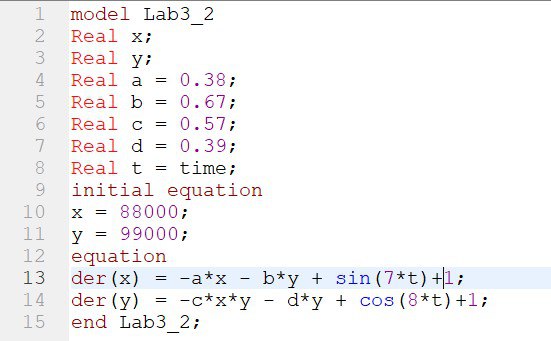 1 model Lab3_2
2 Real x;
3 Real y;
4 Real a = 0.38;
5 Real b = 0.67;
6 Real c = 0.57;
7 Real d = 0.39;
8 Real t = time;
9 initial equation
10 x = 88000;
11 y = 99000;
12 equation
13 der(x) = -a*x - b*y + sin(7*t)+1;
14 der(y) = -c*x*y - d*y + cos(8*t)+1;
15 end Lab3_2;